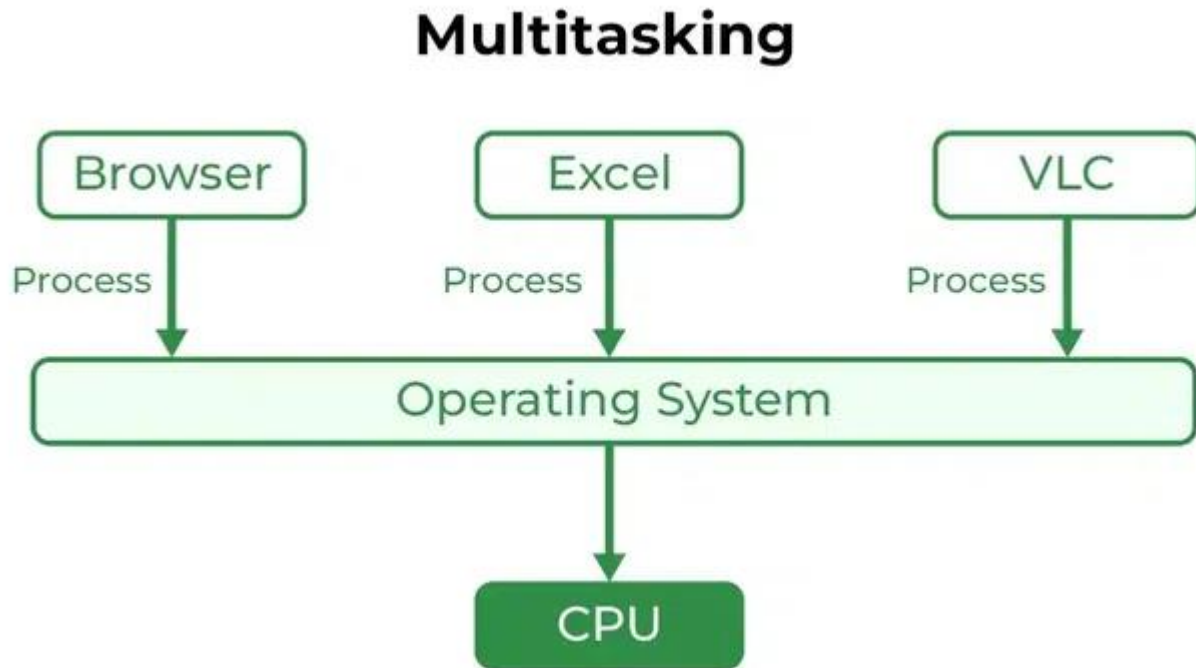 Multitasking
Browser Excel VLC
Process Process Process
Operating System
CPU